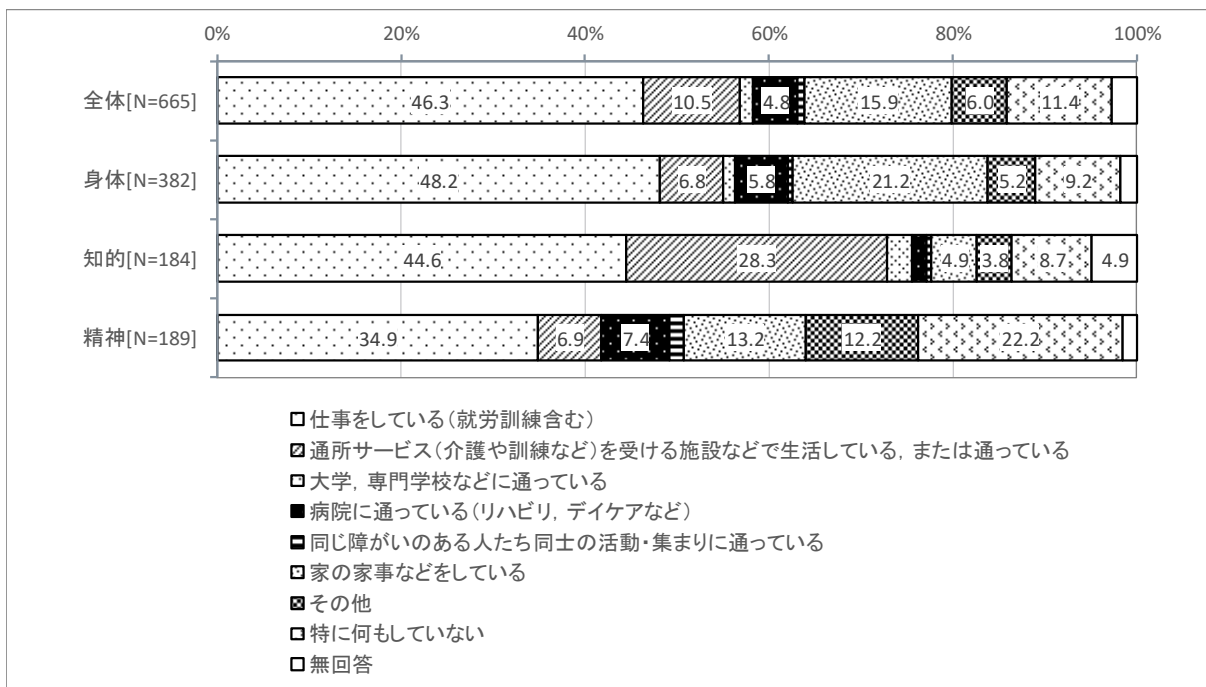 0% 20% 40% 60% 80% 100%
全体[N=665] 46.3 10.5 4.8 15.9 6.0 11.4
身体[N=382] 48.2 6.8 5.8 21.2 5.2 9.2
知的[N=184] 44.6 28.3 4.9 3.8 8.7 4.9
精神[N=189] 34.9 6.9 7.4 13.2 12.2 22.2
仕事をしている(就労訓練含む)
通所サービス(介護や訓練など)を受ける施設などで生活している，または通っている
大学，専門学校などに通っている
病院に通っている(リハビリ，デイケアなど)
同じ障がいのある人たち同士の活動・集まりに通っている
家の家事などをしている
その他
特に何もしていない
無回答